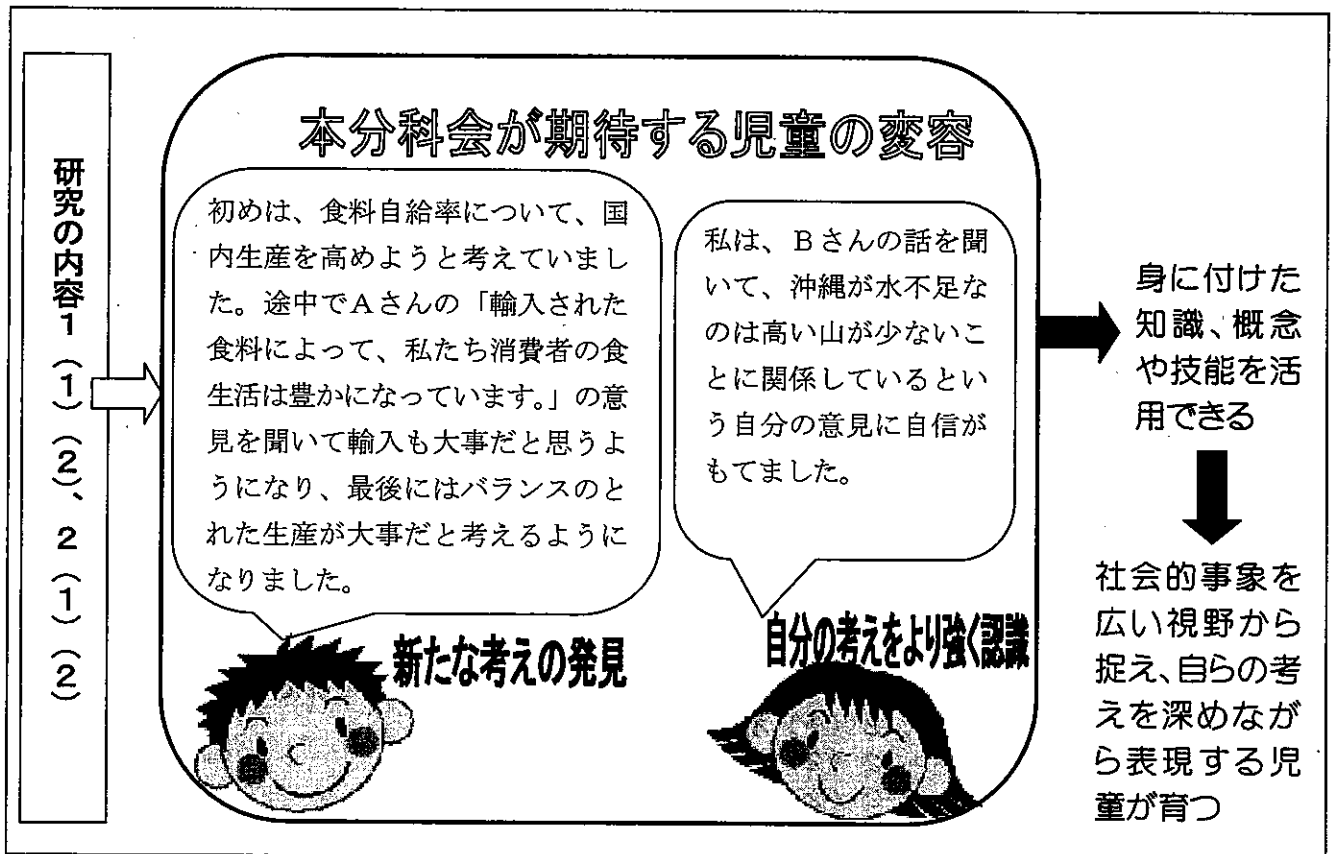 研究の内容1(1)(2)、2(1)(2)
本分科会が期待する児童の変容
初めは、食料自給率について、国
内生産を高めようと考えていまし
た。途中でAさんの「輸入された
食料によって、私たち消費者の食
生活は豊かになっています。」の意
見を聞いて輸入も大事だと思うよ
うになり、最後にはバランスのと
れた生産が大事だと考えるように
なりました。
新たな考えの発見
私は、Bさんの話を聞
いて、沖縄が水不足な
のは高い山が少ないこ
とに関係しているとい
う自分の意見に自信が
もてました。
自分の考えをより強く認識
身に付けた
知識、概念
や技能を活
用できる
社会的事象を
広い視野から
捉え、自らの考
えを深めなが
ら表現する児
童が育つ